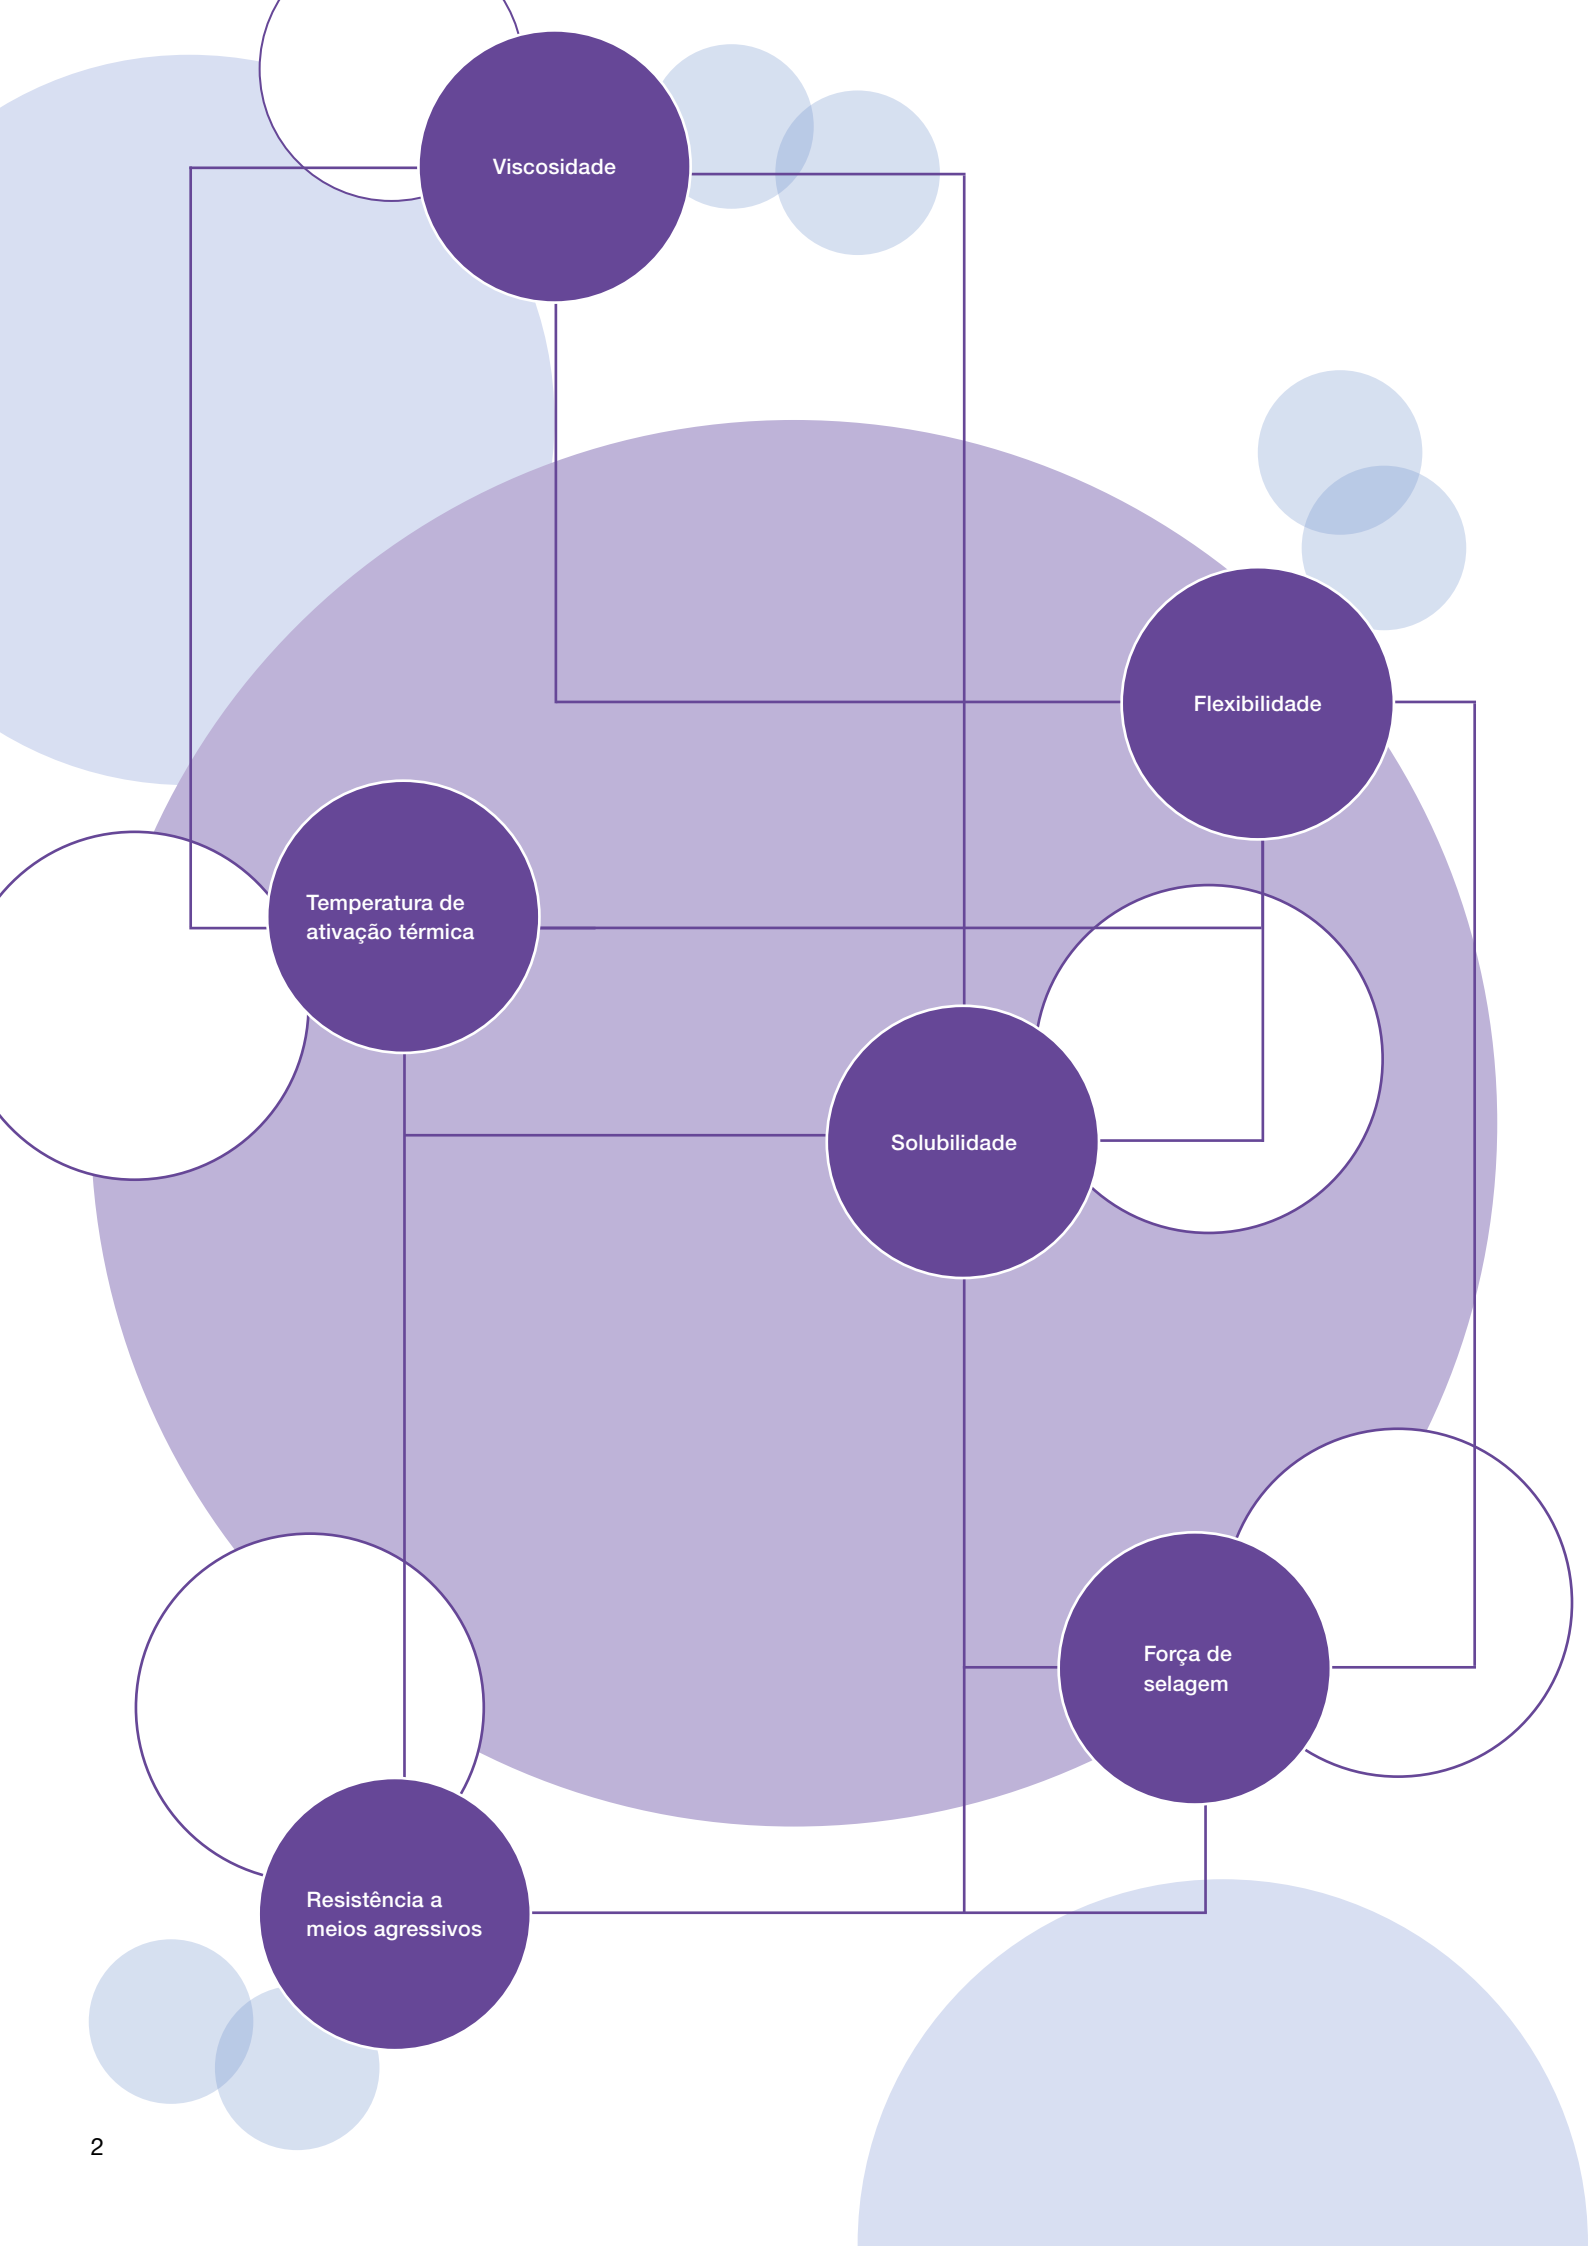 Viscosidade
Flexibilidade
Temperatura de
ativação térmica
Solubilidade
Força de
selagem
Resistência a
meios agressivos
2